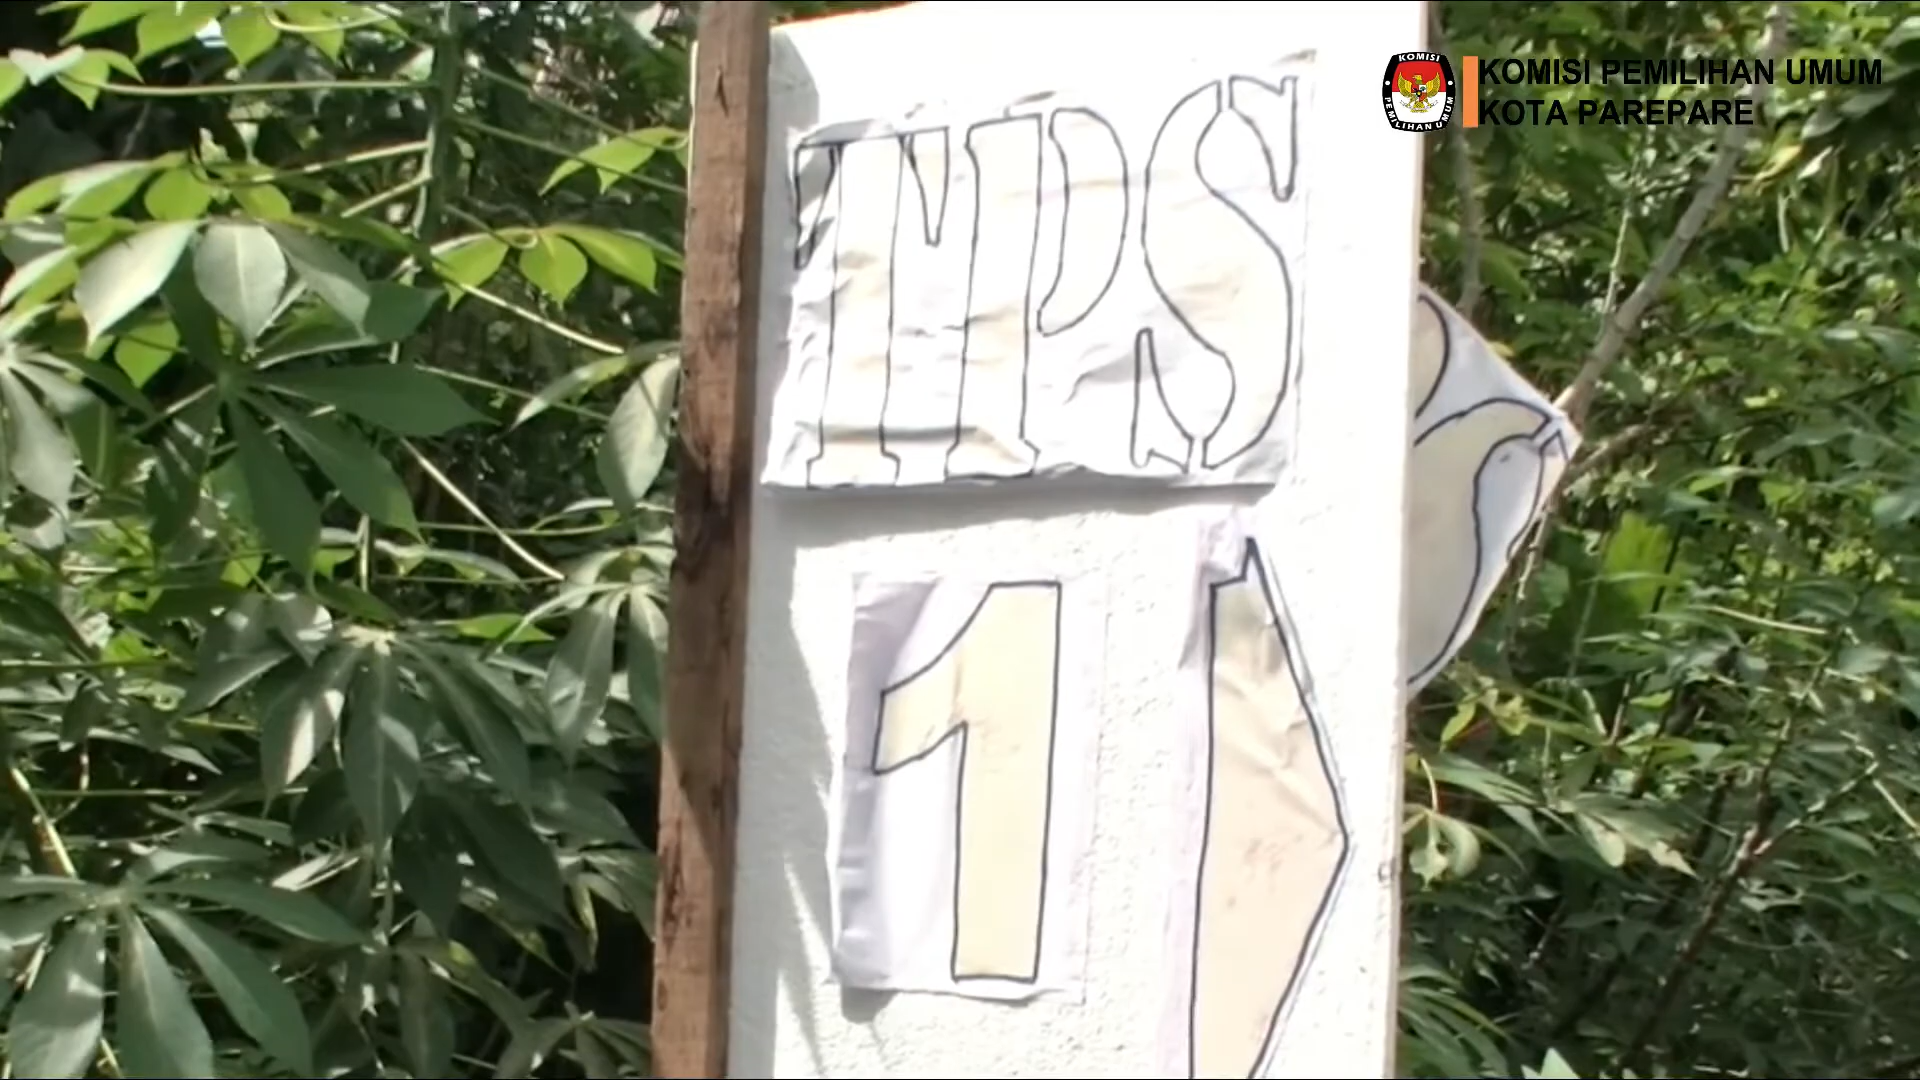 KOMISI PEMILIHAN UMUM
KOTA PAREPARE
KOMISI
PEMILIHAN UMUM
TPS
1